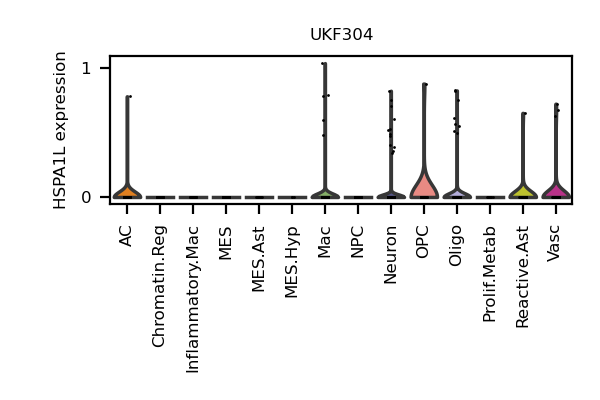 UKF304
HSPA1L expression
1
0
AC
Chromatin.Reg
Inflammatory.Mac
MES
MES.Ast
MES.Hyp
Mac
NPC
Neuron
OPC
Oligo
Prolif.Metab
Reactive.Ast
Vasc